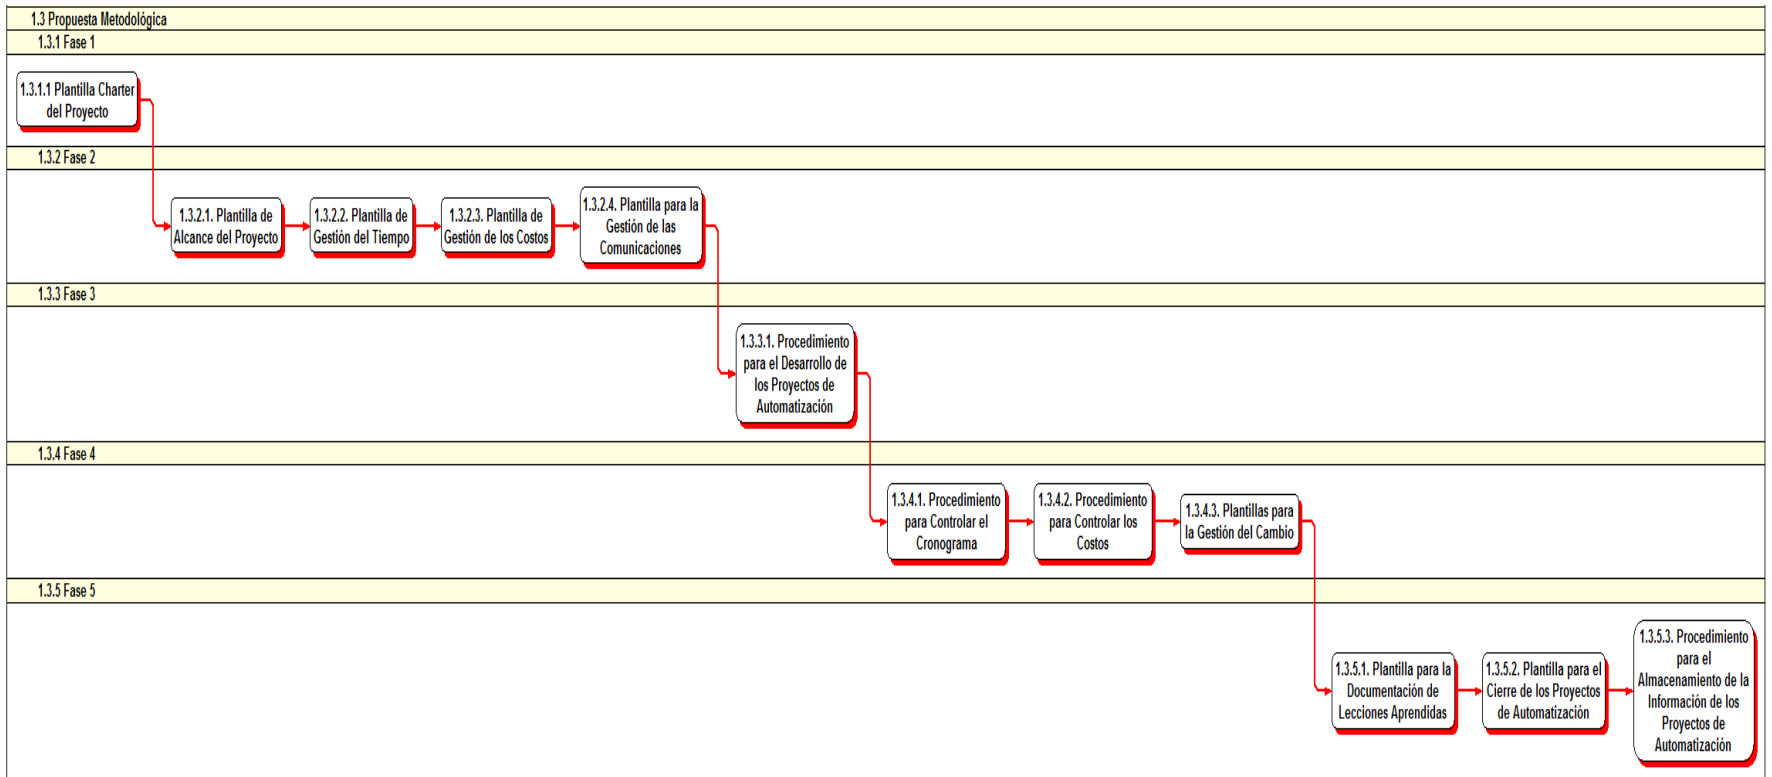 1.3 Propuesta Metodológica
1.3.1 Fase 1
1.3.1.1 Plantilla Charter
del Proyecto
1.3.2 Fase 2
1.3.2.1. Plantilla de
Alcance del Proyecto
1.3.2.2. Plantilla de
Gestión del Tiempo
1.3.2.3. Plantilla de
Gestión de los Costos
1.3.2.4. Plantilla para la
Gestión de las
Comunicaciones
1.3.3 Fase 3
1.3.3.1. Procedimiento
para el Desarrollo de
los Proyectos de
Automatización
1.3.4 Fase 4
1.3.4.1. Procedimiento
para Controlar el
Cronograma
1.3.4.2. Procedimiento
para Controlar los
Costos
1.3.4.3. Plantillas para
la Gestión del Cambio
1.3.5 Fase 5
1.3.5.1. Plantilla para la
Documentación de
Lecciones Aprendidas
1.3.5.2. Plantilla para el
Cierre de los Proyectos
de Automatización
1.3.5.3. Procedimiento
para el
Almacenamiento de la
Información de los
Proyectos de
Automatización